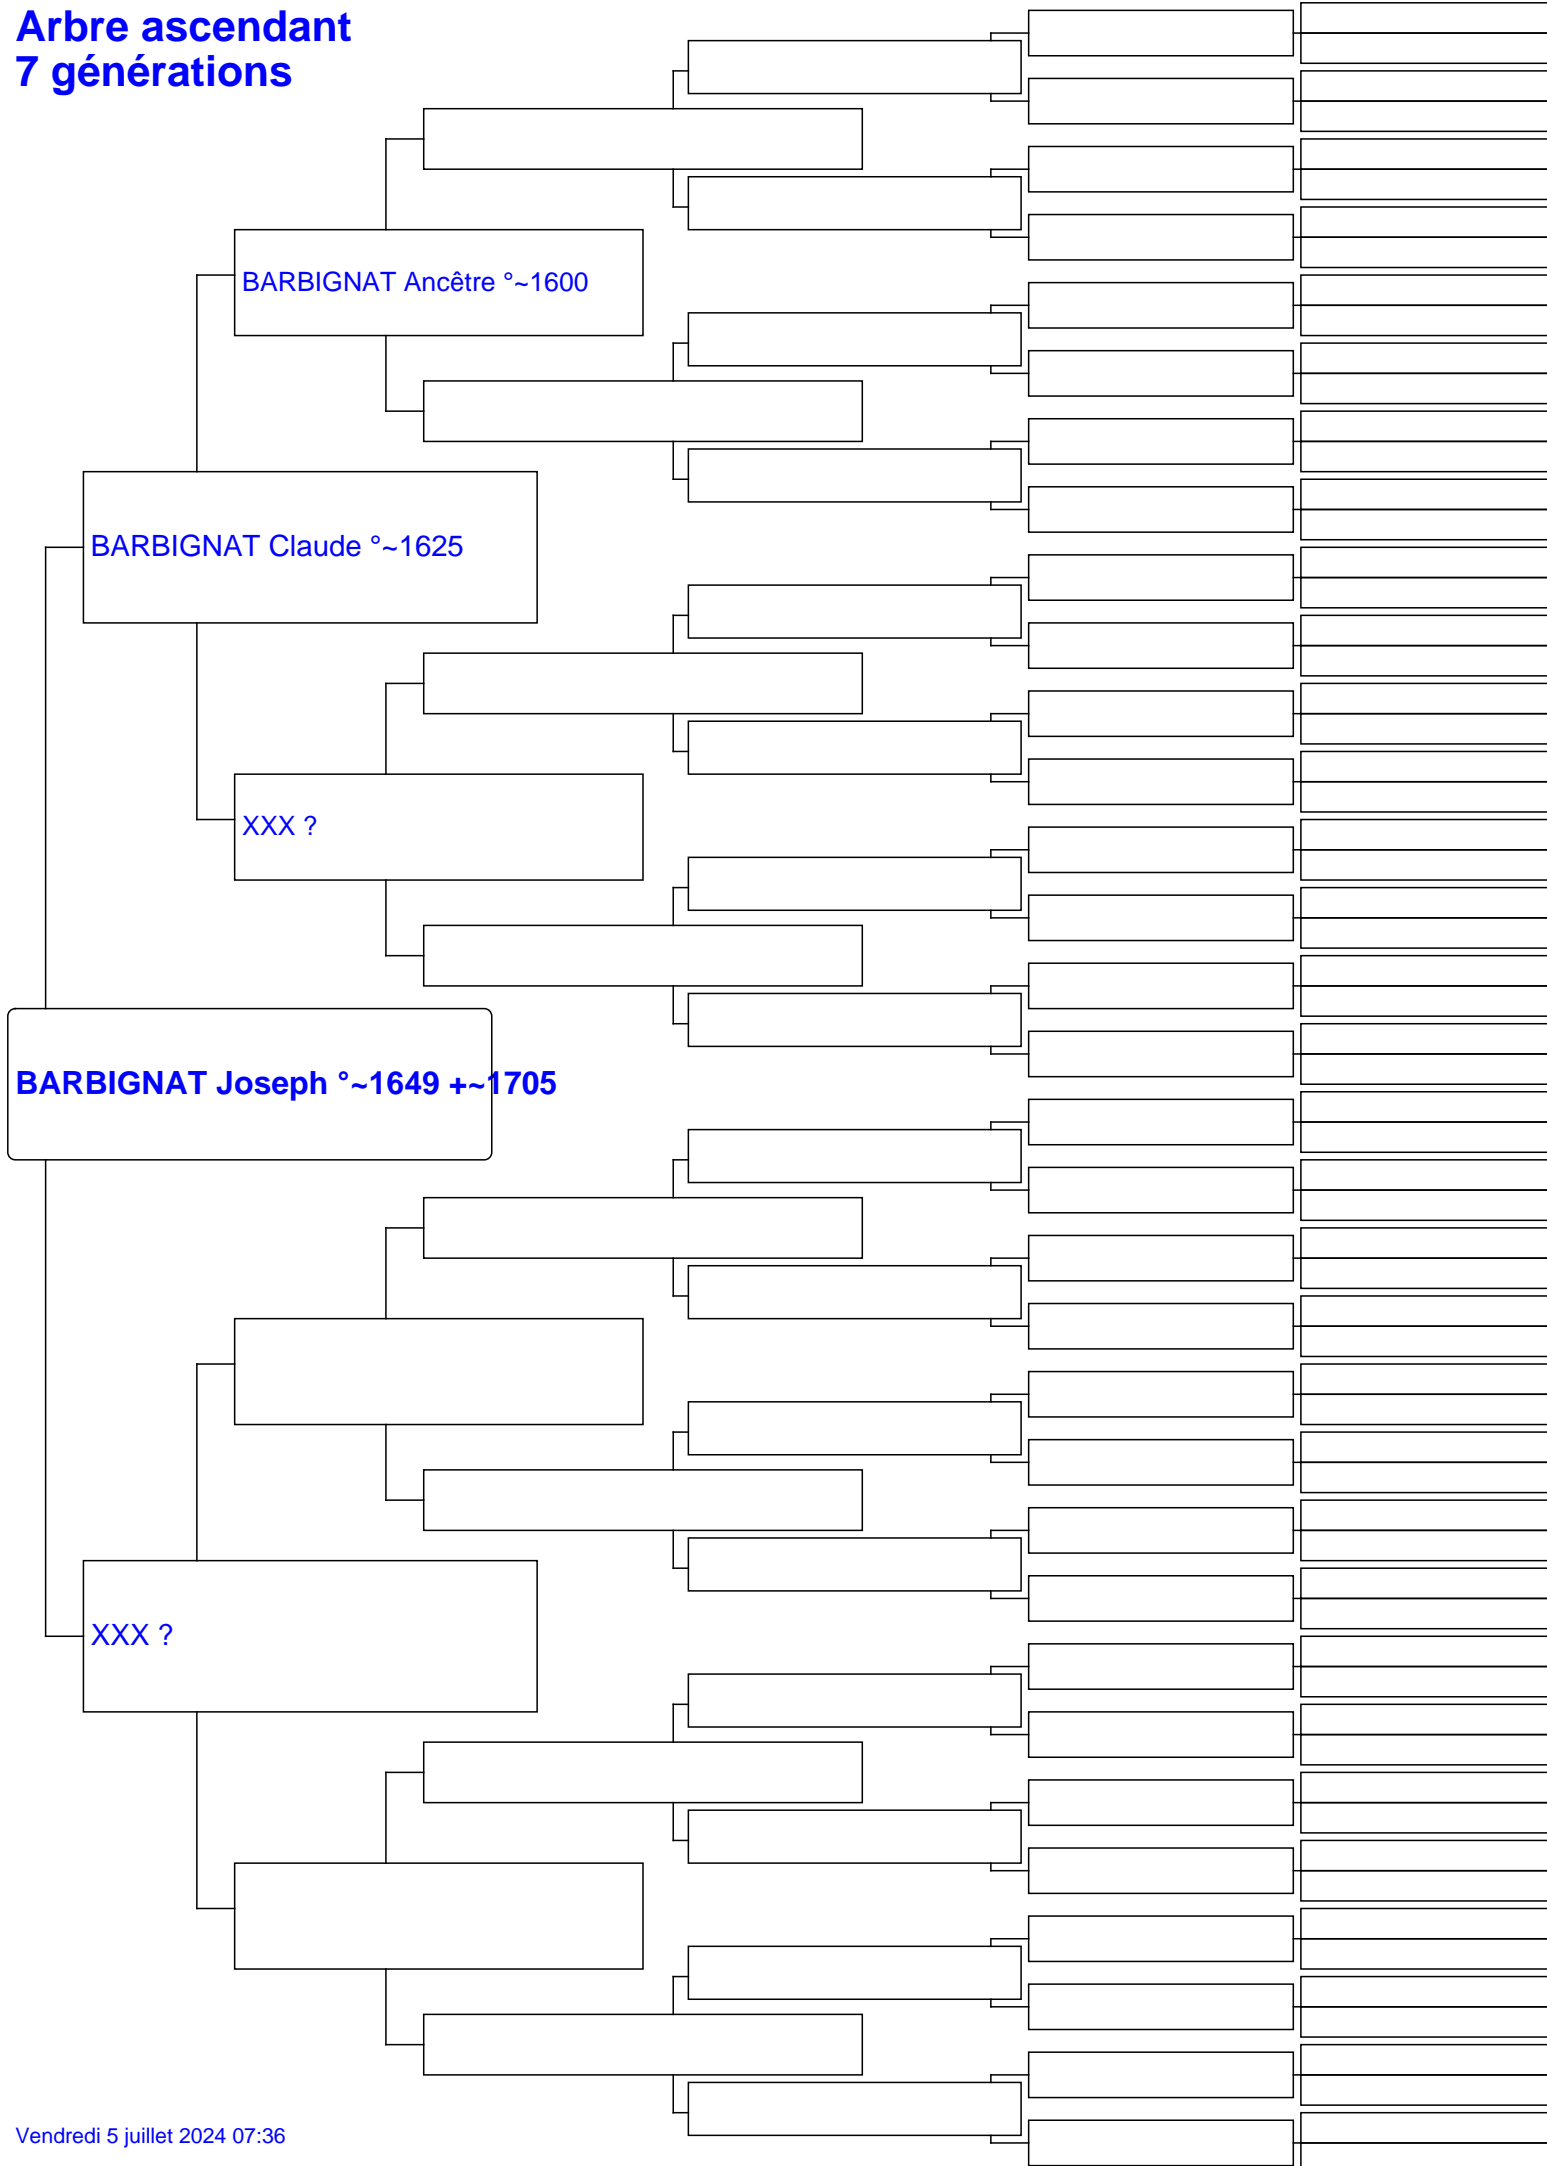 Arbre ascendant
7 générations
BARBIGNAT Ancêtre °~1600
BARBIGNAT Claude °~1625
XXX ?
BARBIGNAT Joseph °~1649 +~1705
XXX ?
Vendredi 5 juillet 2024 07:36